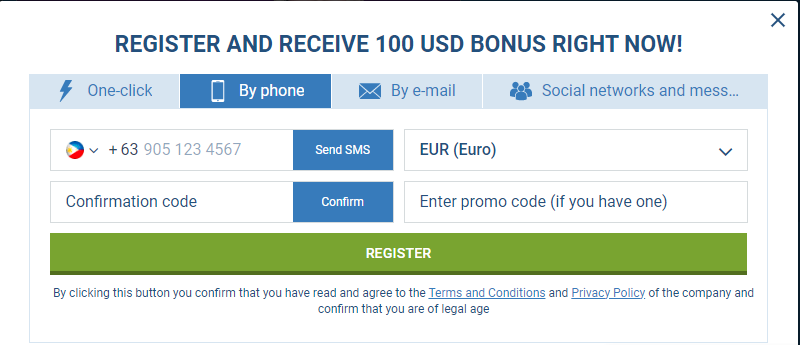 REGISTER AND RECEIVE 100 USD BONUS RIGHT NOW!
One-click
By phone
By e-mail
Social networks and mess...
+ 63 905 123 4567
Send SMS
EUR (Euro)
Confirmation code
Confirm
Enter promo code (if you have one)
REGISTER
By clicking this button you confirm that you have read and agree to the Terms and Conditions and Privacy Policy of the company and
confirm that you are of legal age